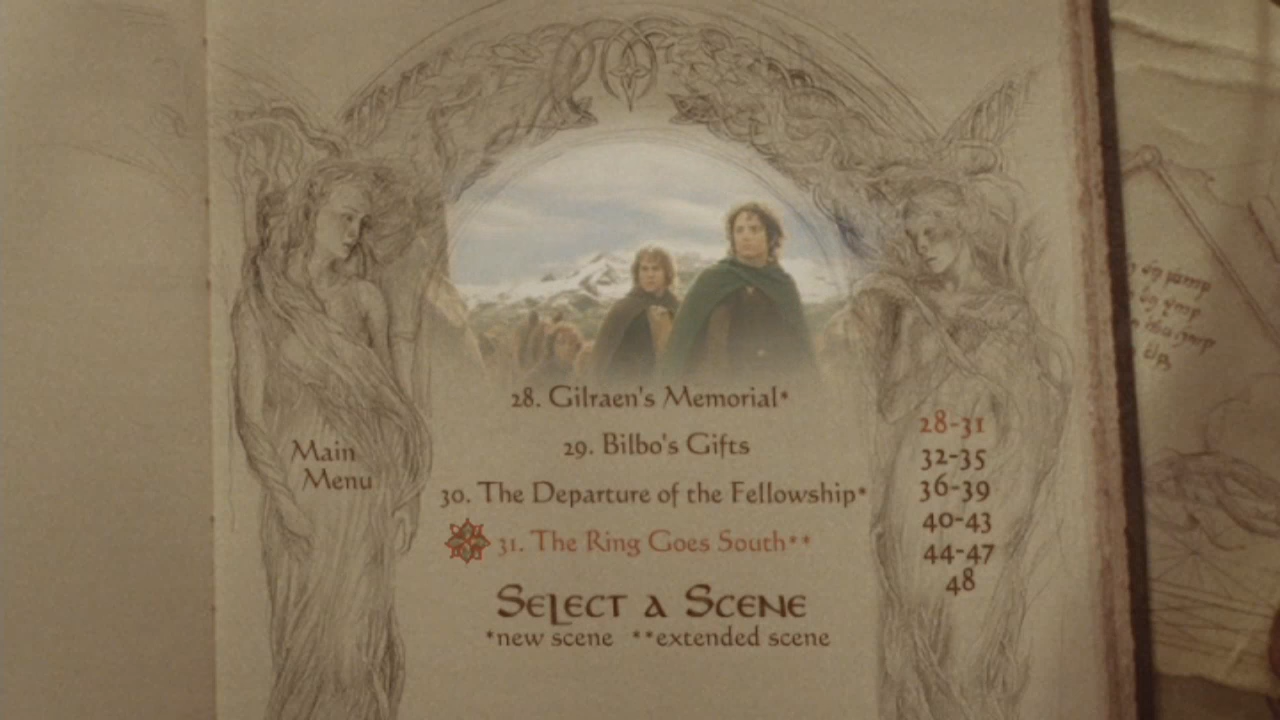 28. Gilraen's Memorial*
29. Bilbo's Gifts
30. The Departure of the Fellowship*
31. The Ring Goes South**
Select a Scene
*new scene **extended scene
Main
Menu
28-31
32-35
36-39
40-43
44-47
48